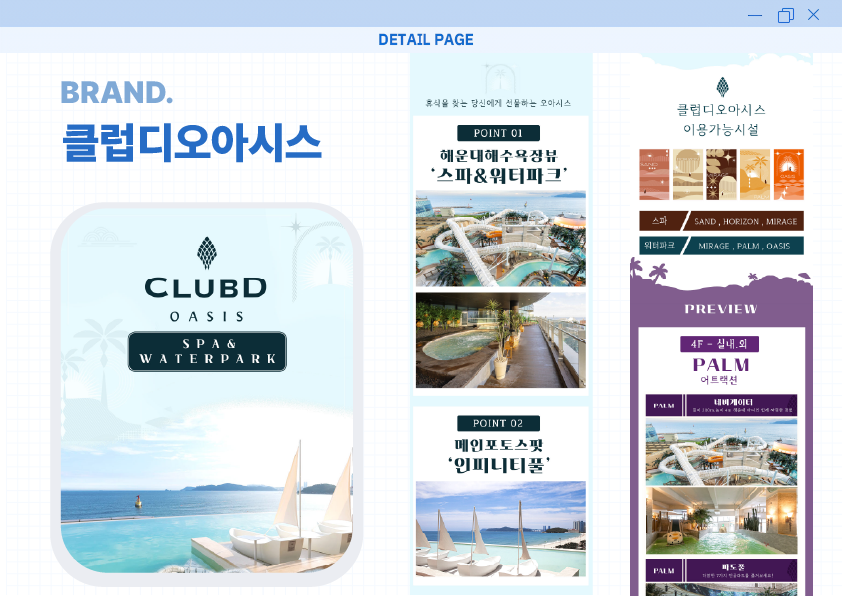 DETAIL PAGE
BRAND.
클럽디오아시스
CLUBD
OASIS
SPA &
WATERPARK
휴식을 찾는 당신에게 선물하는 오아시스
POINT 01
해운대해수욕장뷰
‘스파&워터파크’
POINT 02
메인포토스팟
‘인피니티풀’
클럽디오아시스
이용가능시설
스파
SAND , HORIZON , MIRAGE
워터파크
MIRAGE , PALM , OASIS
PREVIEW
4F - 실내.외
PALM
어트랙션
PALM
네버게이터
PALM
파도풀